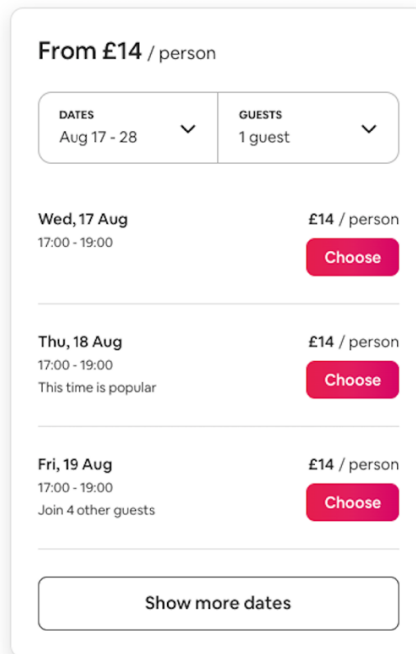 From £14 / person
DATES
Aug 17 - 28
GUESTS
1 guest
Wed, 17 Aug
17:00 - 19:00
£14 / person
Choose
Thu, 18 Aug
17:00 - 19:00
This time is popular
£14 / person
Choose
Fri, 19 Aug
17:00 - 19:00
Join 4 other guests
£14 / person
Choose
Show more dates